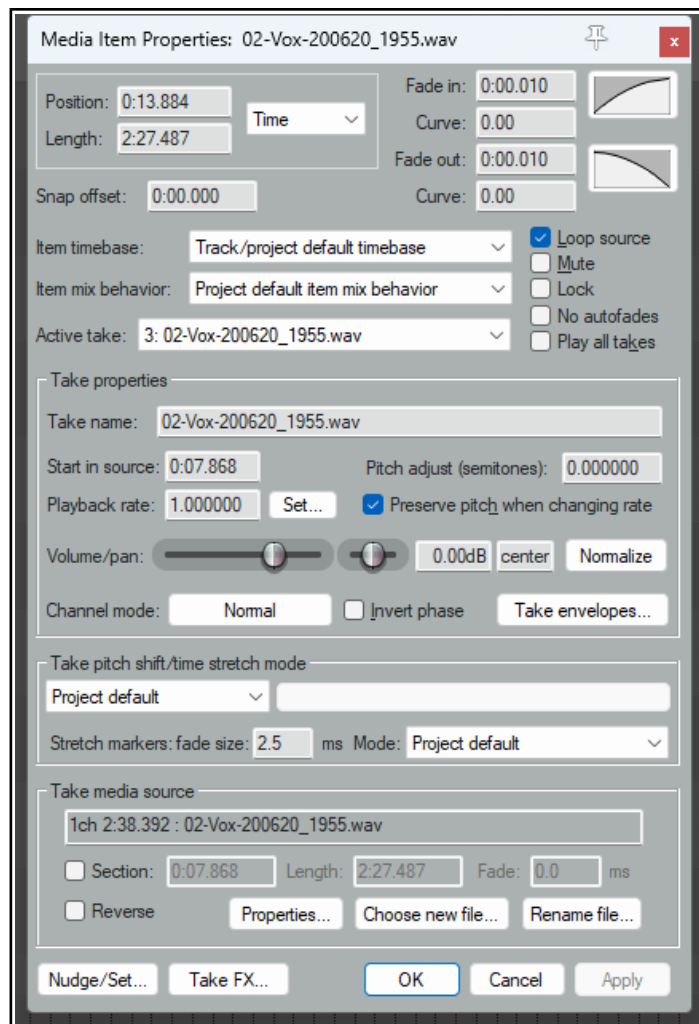 Media Item Properties: 02-Vox-200620_1955.wav
x
Position: 0:13.884
Length: 2:27.487
Time
Fade in: 0:00.010
Curve: 0.00
Fade out: 0:00.010
Curve: 0.00
Snap offset: 0:00.000
Item timebase: Track/project default timebase
Item mix behavior: Project default item mix behavior
Active take: 3: 02-Vox-200620_1955.wav
Loop source
Mute
Lock
No autofades
Play all takes
Take properties
Take name: 02-Vox-200620_1955.wav
Start in source: 0:07.868 Pitch adjust (semitones): 0.000000
Playback rate: 1.000000 Set... Preserve pitch when changing rate
Volume/pan: 0.00dB center Normalize
Channel mode: Normal Invert phase Take envelopes...
Take pitch shift/time stretch mode
Project default
Stretch markers: fade size: 2.5 ms Mode: Project default
Take media source
1ch 2:38.392 : 02-Vox-200620_1955.wav
Section: 0:07.868 Length: 2:27.487 Fade: 0.0 ms
Reverse Properties... Choose new file... Rename file...
Nudge/Set... Take FX... OK Cancel Apply